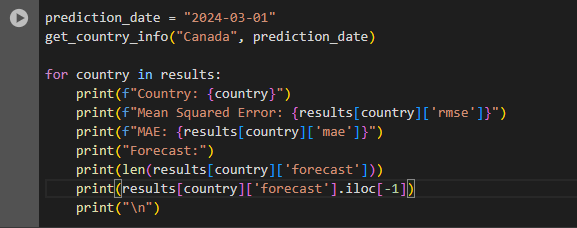 prediction_date = "2024-03-01"
get_country_info("Canada", prediction_date)
for country in results:
print(f"Country: {country}")
print(f"Mean Squared Error: {results[country]['rmse']}")
print(f"MAE: {results[country]['mae']}")
print("Forecast:")
print(len(results[country]['forecast']))
print(results[country]['forecast'].iloc[-1])
print("\n")